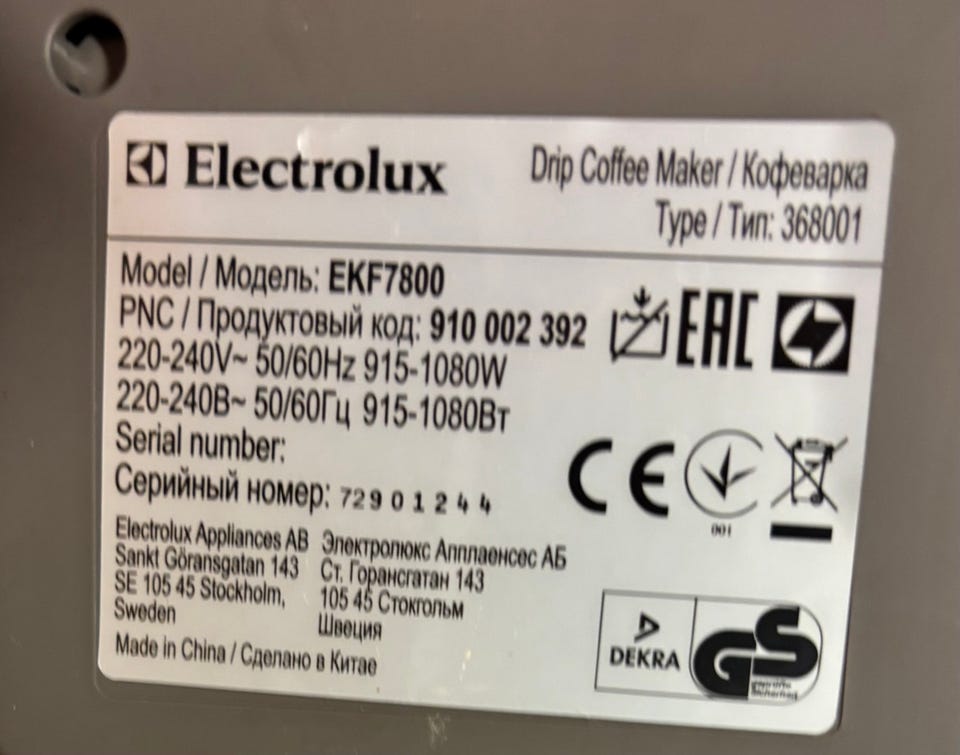 Electrolux
Drip Coffee Maker / Кофеварка
Type / Тип: 368001
Model / Модель: EKF7800
PNC / Продуктовый код: 910 002 392
220-240V~ 50/60Hz 915-1080W
220-240В~ 50/60Гц 915-1080Вт
Serial number:
Серийный номер: 72901244
EAC
CE
001
Electrolux Appliances AB
Sankt Göransgatan 143
SE 105 45 Stockholm,
Sweden
Электролюкс Апплаенсес АБ
Ст. Горансгатан 143
105 45 Стокгольм
Швеция
Made in China / Сделано в Китае
DEKRA
GS
geprüfte
Sicherheit